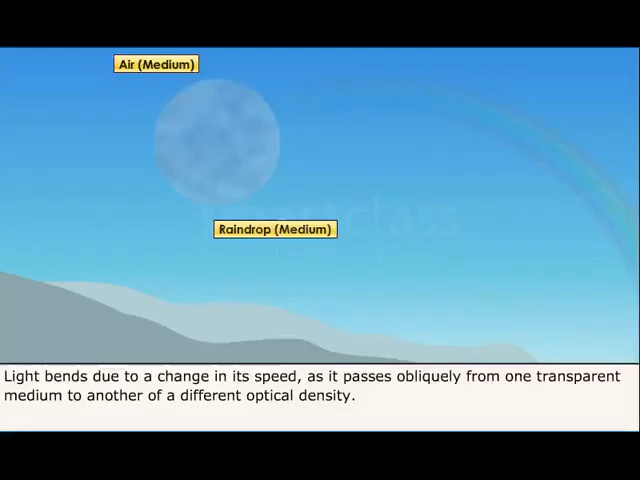 Air (Medium)
smartclass
Raindrop (Medium)
Light bends due to a change in its speed, as it passes obliquely from one transparent
medium to another of a different optical density.